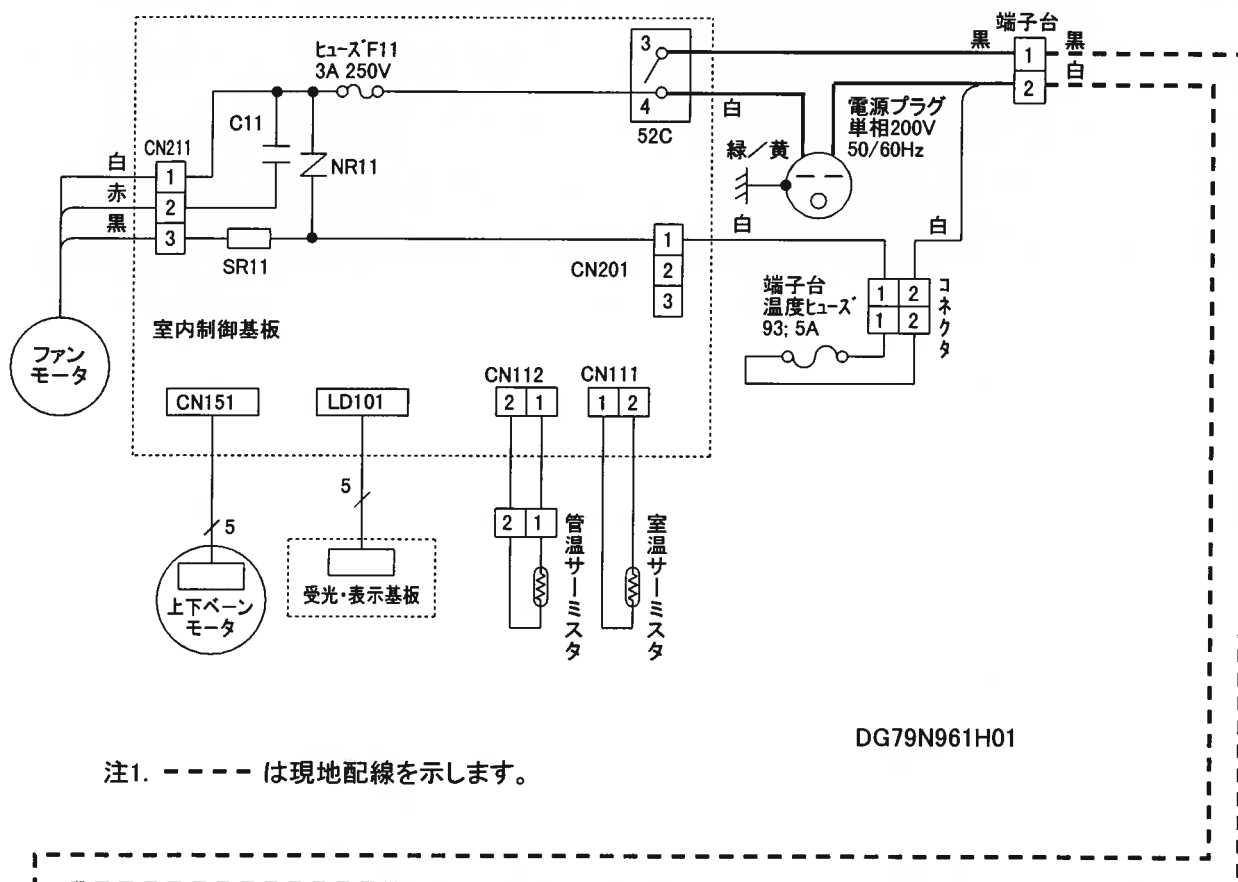 端子台
黒
黒
1
白
2
ヒューズF11
3A 250V
3
4
52C
白
電源プラグ
単相200V
50/60Hz
緑／黄
C11
NR11
CN211
白
1
赤
2
黒
3
SR11
CN201
1
2
3
白
白
端子台
温度ヒューズ
93; 5A
1 2
1 2
コネクタ
室内制御基板
ファン
モータ
CN151
LD101
CN112
2 1
CN111
1 2
5
5
2 1
管温サーミスタ
室温サーミスタ
上下ベーン
モータ
受光・表示基板
DG79N961H01
注1. ---- は現地配線を示します。